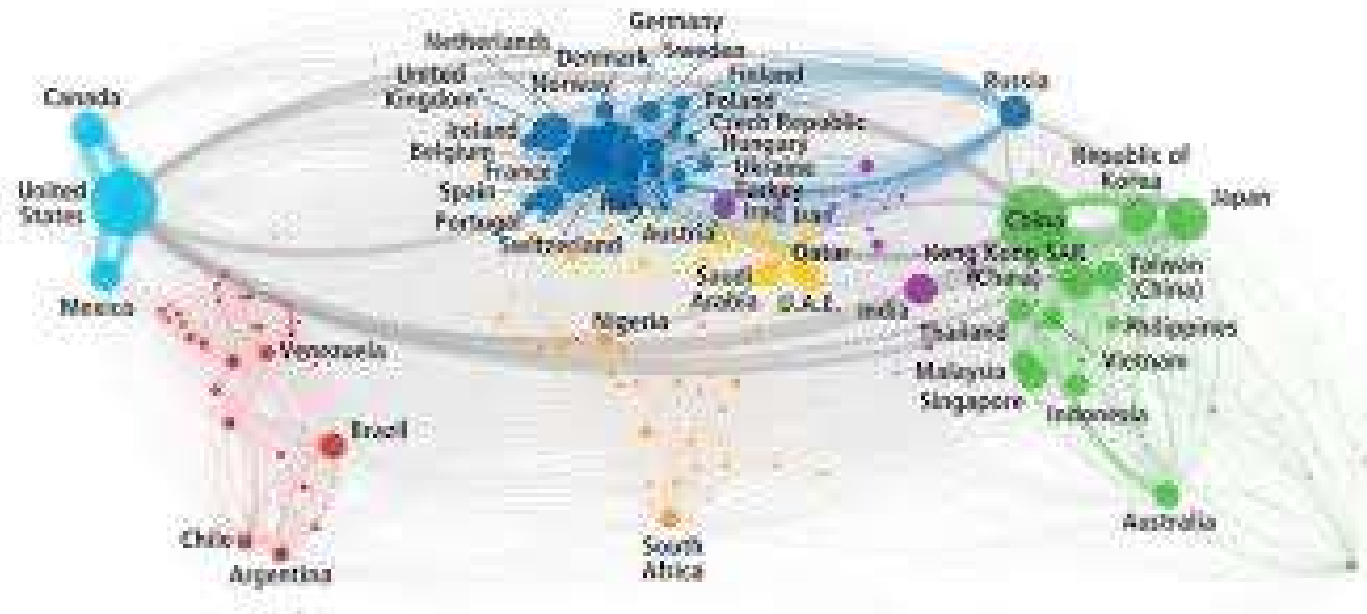 Germany
Netherlands
Denmark
Sweden
United
Kingdom
Norway
Finland
Poland
Czech Republic
Hungary
Ukraine
Turkey
Ireland
Belgium
France
Spain
Portugal
Switzerland
Italy
Austria
Iraq Iran
Russia
Canada
United
States
Mexico
Republic of
Korea
Japan
China
Hong Kong SAR
(China)
Taiwan
(China)
Qatar
Saudi
Arabia
U.A.E.
India
Thailand
Philippines
Vietnam
Malaysia
Singapore
Indonesia
Nigeria
Venezuela
Brazil
Chile
Argentina
South
Africa
Australia